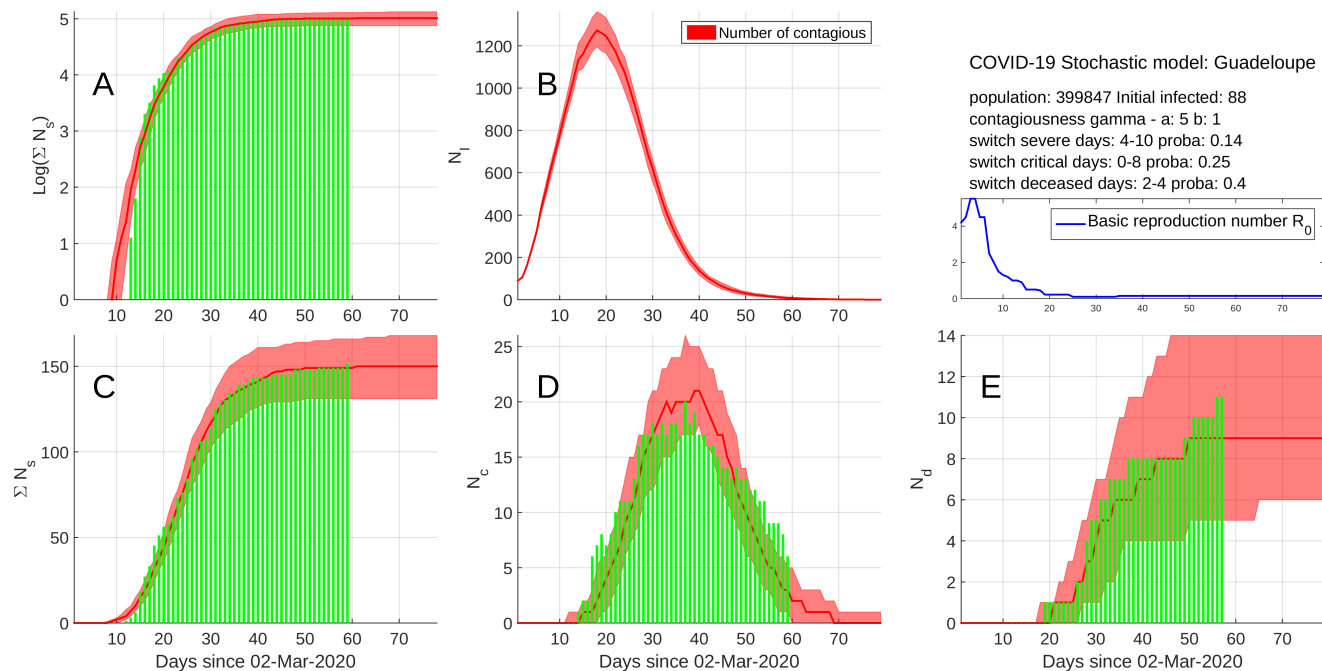 A
Log(Σ Nₛ)
0
1
2
3
4
5
10 20 30 40 50 60 70
B
Number of contagious
N_I
0
200
400
600
800
1000
1200
10 20 30 40 50 60 70
COVID-19 Stochastic model: Guadeloupe
population: 399847 Initial infected: 88
contagiousness gamma - a: 5 b: 1
switch severe days: 4-10 proba: 0.14
switch critical days: 0-8 proba: 0.25
switch deceased days: 2-4 proba: 0.4
Basic reproduction number R₀
0
2
4
10 20 30 40 50 60 70
C
Σ Nₛ
0
50
100
150
10 20 30 40 50 60 70
Days since 02-Mar-2020
D
N_c
0
5
10
15
20
25
10 20 30 40 50 60 70
Days since 02-Mar-2020
E
N_d
0
2
4
6
8
10
12
14
10 20 30 40 50 60 70
Days since 02-Mar-2020